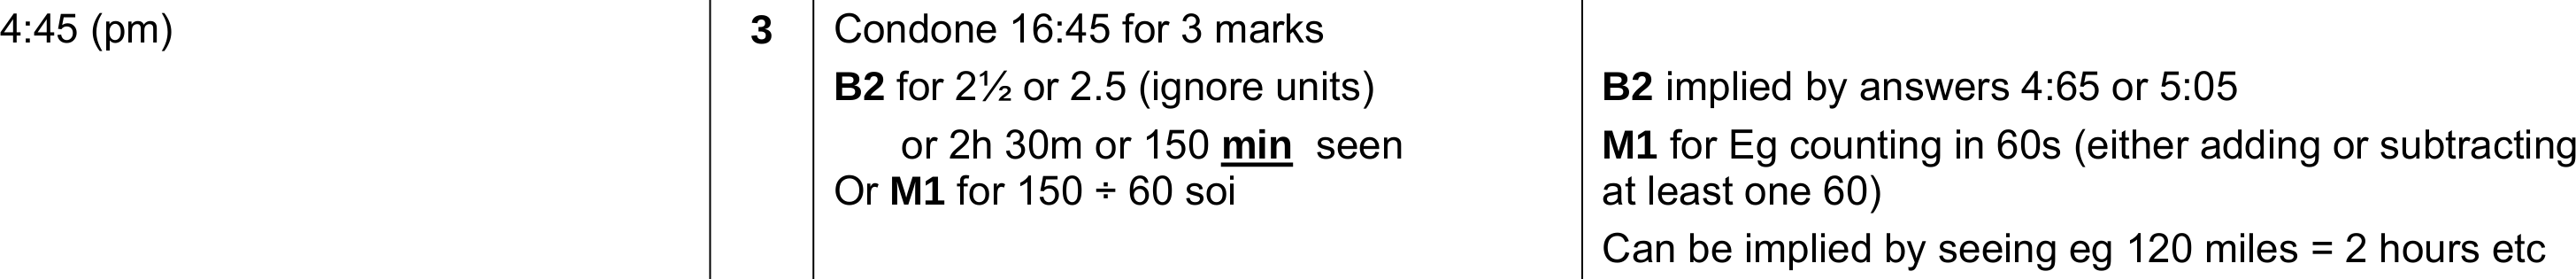 4:45 (pm)
3
Condone 16:45 for 3 marks
B2 for 2½ or 2.5 (ignore units)
or 2h 30m or 150 min seen
Or M1 for 150 ÷ 60 soi
B2 implied by answers 4:65 or 5:05
M1 for Eg counting in 60s (either adding or subtracting
at least one 60)
Can be implied by seeing eg 120 miles = 2 hours etc